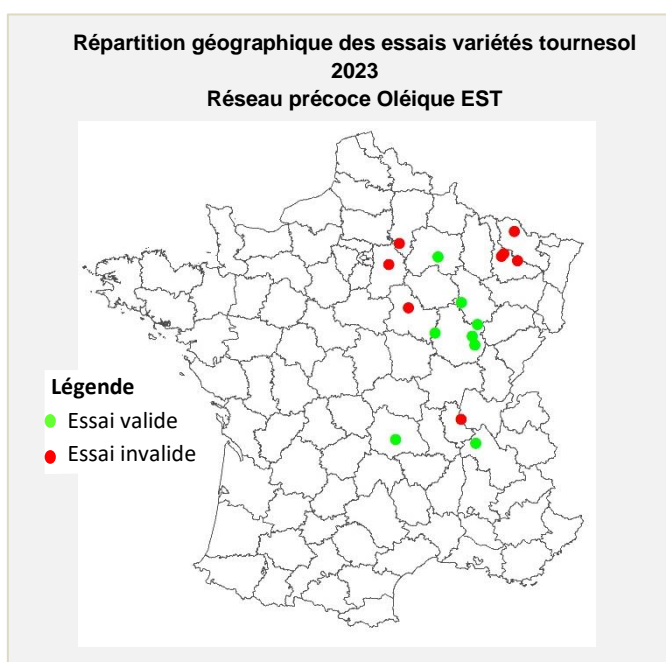 Répartition géographique des essais variétés tournesol
2023
Réseau précoce Oléique EST
Légende
Essai valide
Essai invalide